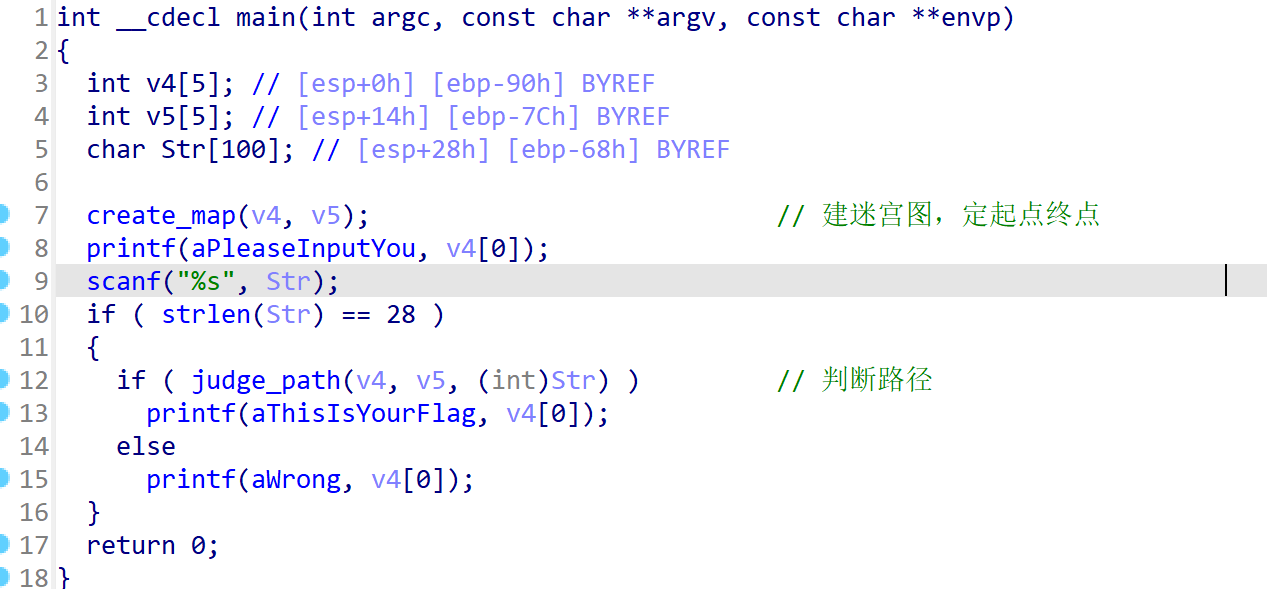 1 int __cdecl main(int argc, const char **argv, const char **envp)
2 {
3   int v4[5]; // [esp+0h] [ebp-90h] BYREF
4   int v5[5]; // [esp+14h] [ebp-7Ch] BYREF
5   char Str[100]; // [esp+28h] [ebp-68h] BYREF
6
7   create_map(v4, v5);                           // 建迷宫图，定起点终点
8   printf(aPleaseInputYou, v4[0]);
9   scanf("%s", Str);
10   if ( strlen(Str) == 28 )
11   {
12     if ( judge_path(v4, v5, (int)Str) )         // 判断路径
13       printf(aThisIsYourFlag, v4[0]);
14     else
15       printf(aWrong, v4[0]);
16   }
17   return 0;
18 }